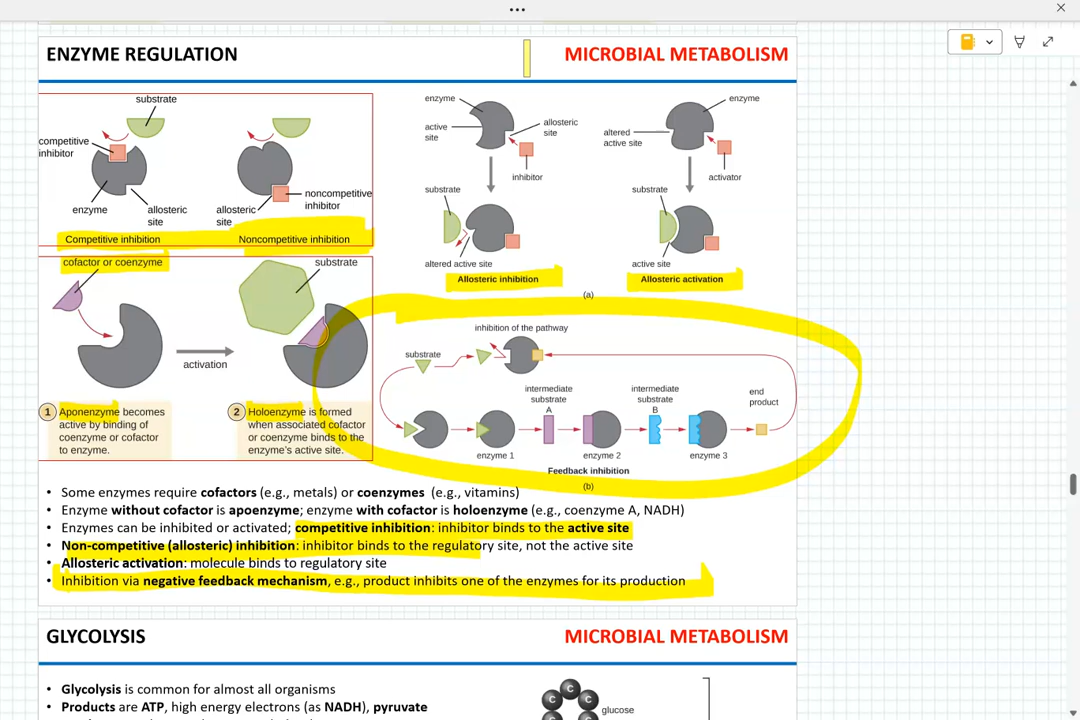 ENZYME REGULATION
MICROBIAL METABOLISM
substrate
competitive
inhibitor
enzyme
allosteric
site
allosteric
site
noncompetitive
inhibitor
Competitive inhibition
Noncompetitive inhibition
enzyme
active
site
allosteric
site
inhibitor
substrate
altered active site
Allosteric inhibition
enzyme
altered
active site
activator
substrate
active site
Allosteric activation
(a)
cofactor or coenzyme
substrate
activation
1 Aponenzyme becomes
active by binding of
coenzyme or cofactor
to enzyme.
2 Holoenzyme is formed
when associated cofactor
or coenzyme binds to the
enzyme's active site.
inhibition of the pathway
substrate
intermediate
substrate
A
intermediate
substrate
B
end
product
enzyme 1
enzyme 2
enzyme 3
Feedback inhibition
(b)
• Some enzymes require cofactors (e.g., metals) or coenzymes (e.g., vitamins)
• Enzyme without cofactor is apoenzyme; enzyme with cofactor is holoenzyme (e.g., coenzyme A, NADH)
• Enzymes can be inhibited or activated; competitive inhibition: inhibitor binds to the active site
• Non-competitive (allosteric) inhibition: inhibitor binds to the regulatory site, not the active site
• Allosteric activation: molecule binds to regulatory site
• Inhibition via negative feedback mechanism, e.g., product inhibits one of the enzymes for its production
GLYCOLYSIS
MICROBIAL METABOLISM
• Glycolysis is common for almost all organisms
• Products are ATP, high energy electrons (as NADH), pyruvate
C
C
C
glucose